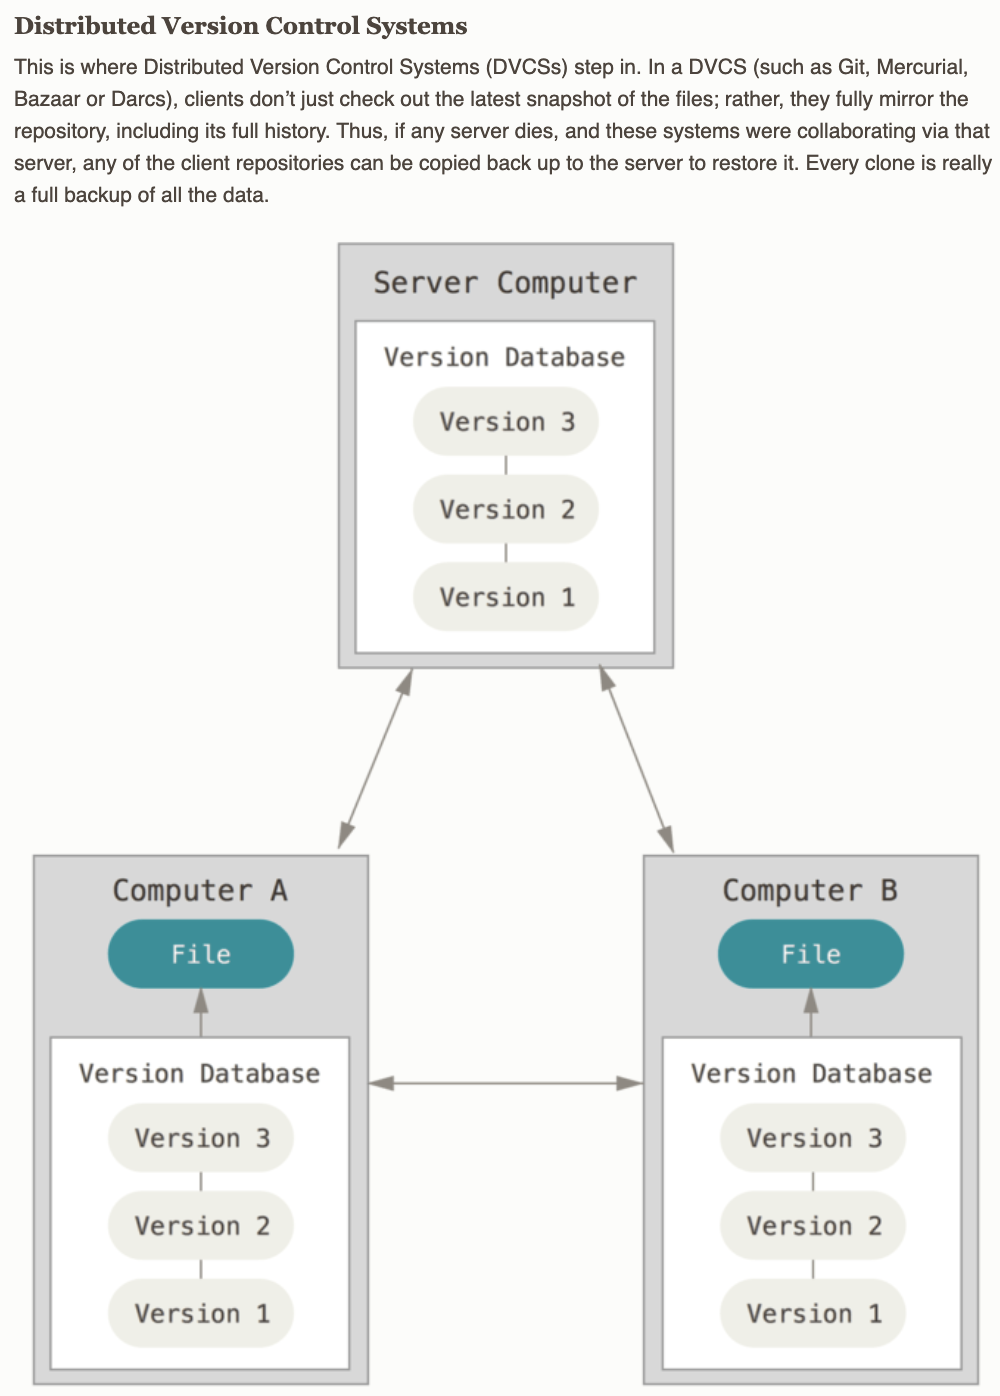 Distributed Version Control Systems
This is where Distributed Version Control Systems (DVCSs) step in. In a DVCS (such as Git, Mercurial,
Bazaar or Darcs), clients don’t just check out the latest snapshot of the files; rather, they fully mirror the
repository, including its full history. Thus, if any server dies, and these systems were collaborating via that
server, any of the client repositories can be copied back up to the server to restore it. Every clone is really
a full backup of all the data.
Server Computer
Version Database
Version 3
Version 2
Version 1
Computer A
File
Version Database
Version 3
Version 2
Version 1
Computer B
File
Version Database
Version 3
Version 2
Version 1